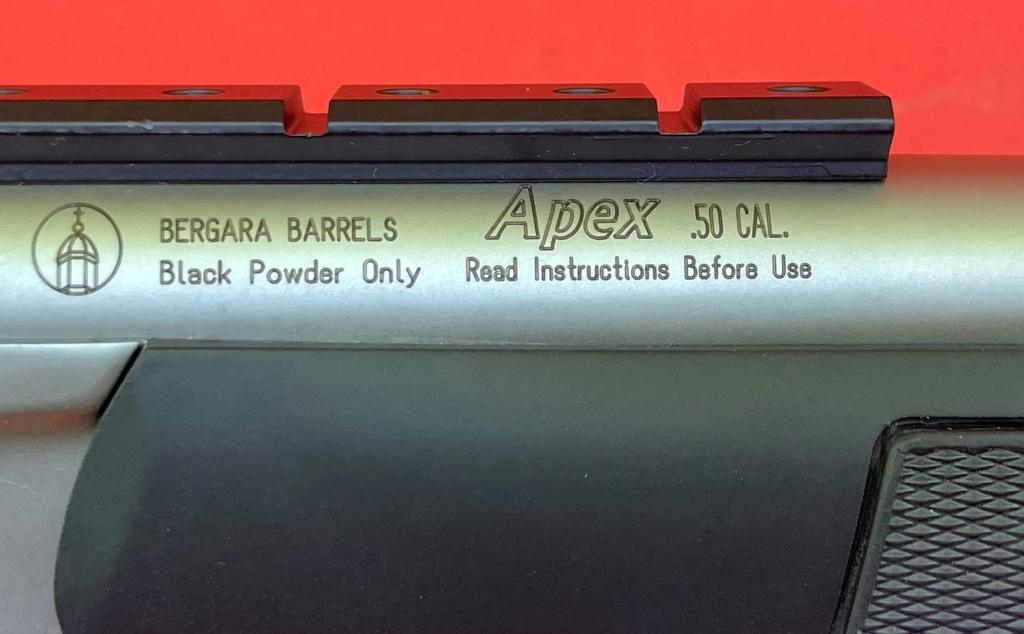 BERGARA BARRELS
Black Powder Only
Apex .50 CAL.
Read Instructions Before Use